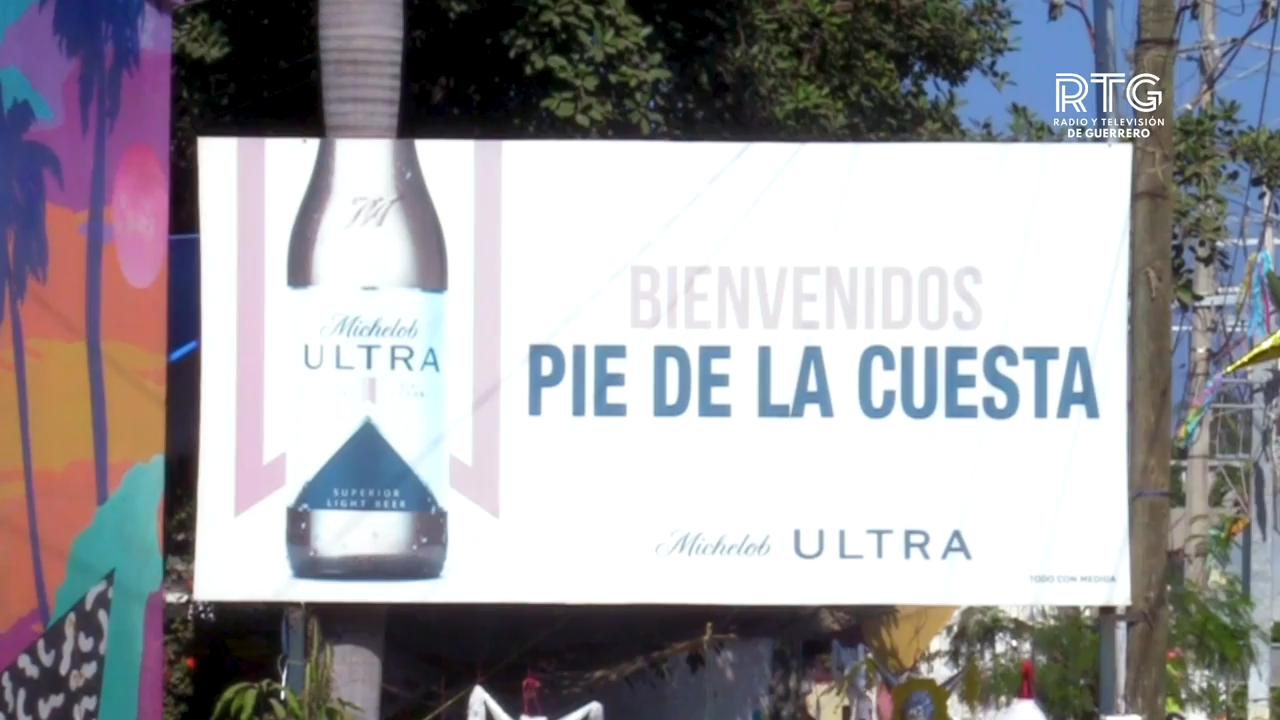 RTG
RADIO Y TELEVISIÓN
DE GUERRERO
Michelob
ULTRA
SUPERIOR
LIGHT BEER
BIENVENIDOS
PIE DE LA CUESTA
Michelob ULTRA
TODO CON MEDIDA